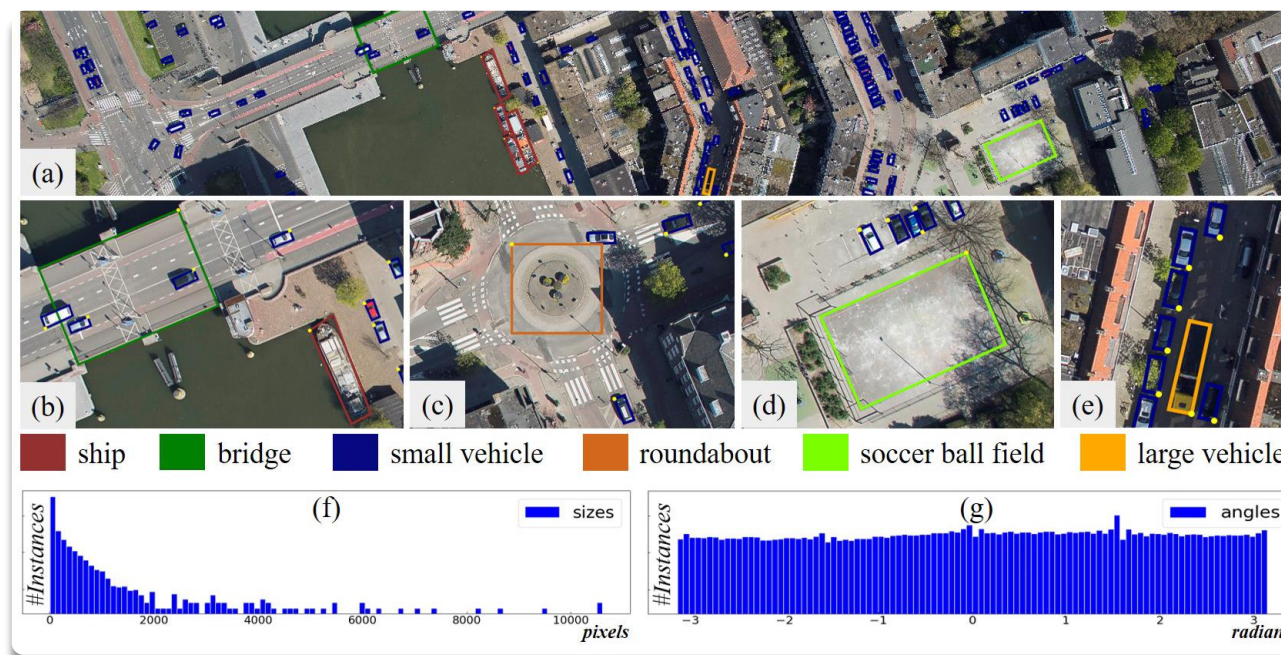 (a)
(b)
(c)
(d)
(e)
ship
bridge
small vehicle
roundabout
soccer ball field
large vehicle
#Instances
(f)
sizes
0 2000 4000 6000 8000 10000
pixels
#Instances
(g)
angles
−3 −2 −1 0 1 2 3
radian